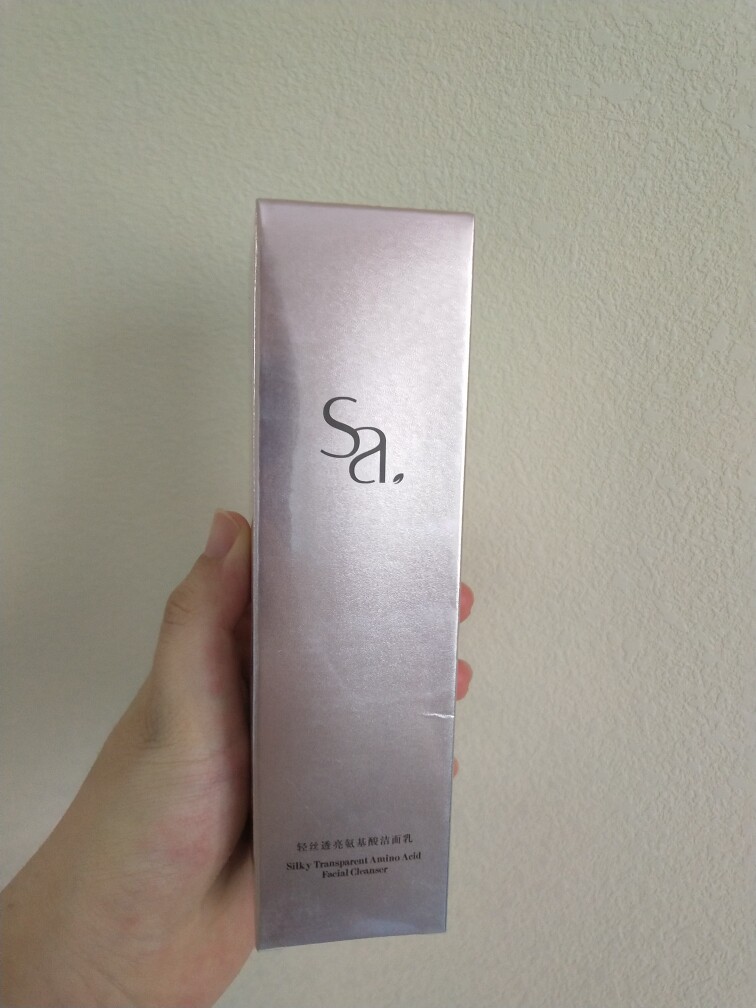 Sa.
轻丝透亮氨基酸洁面乳
Silky Transparent Amino Acid
Facial Cleanser